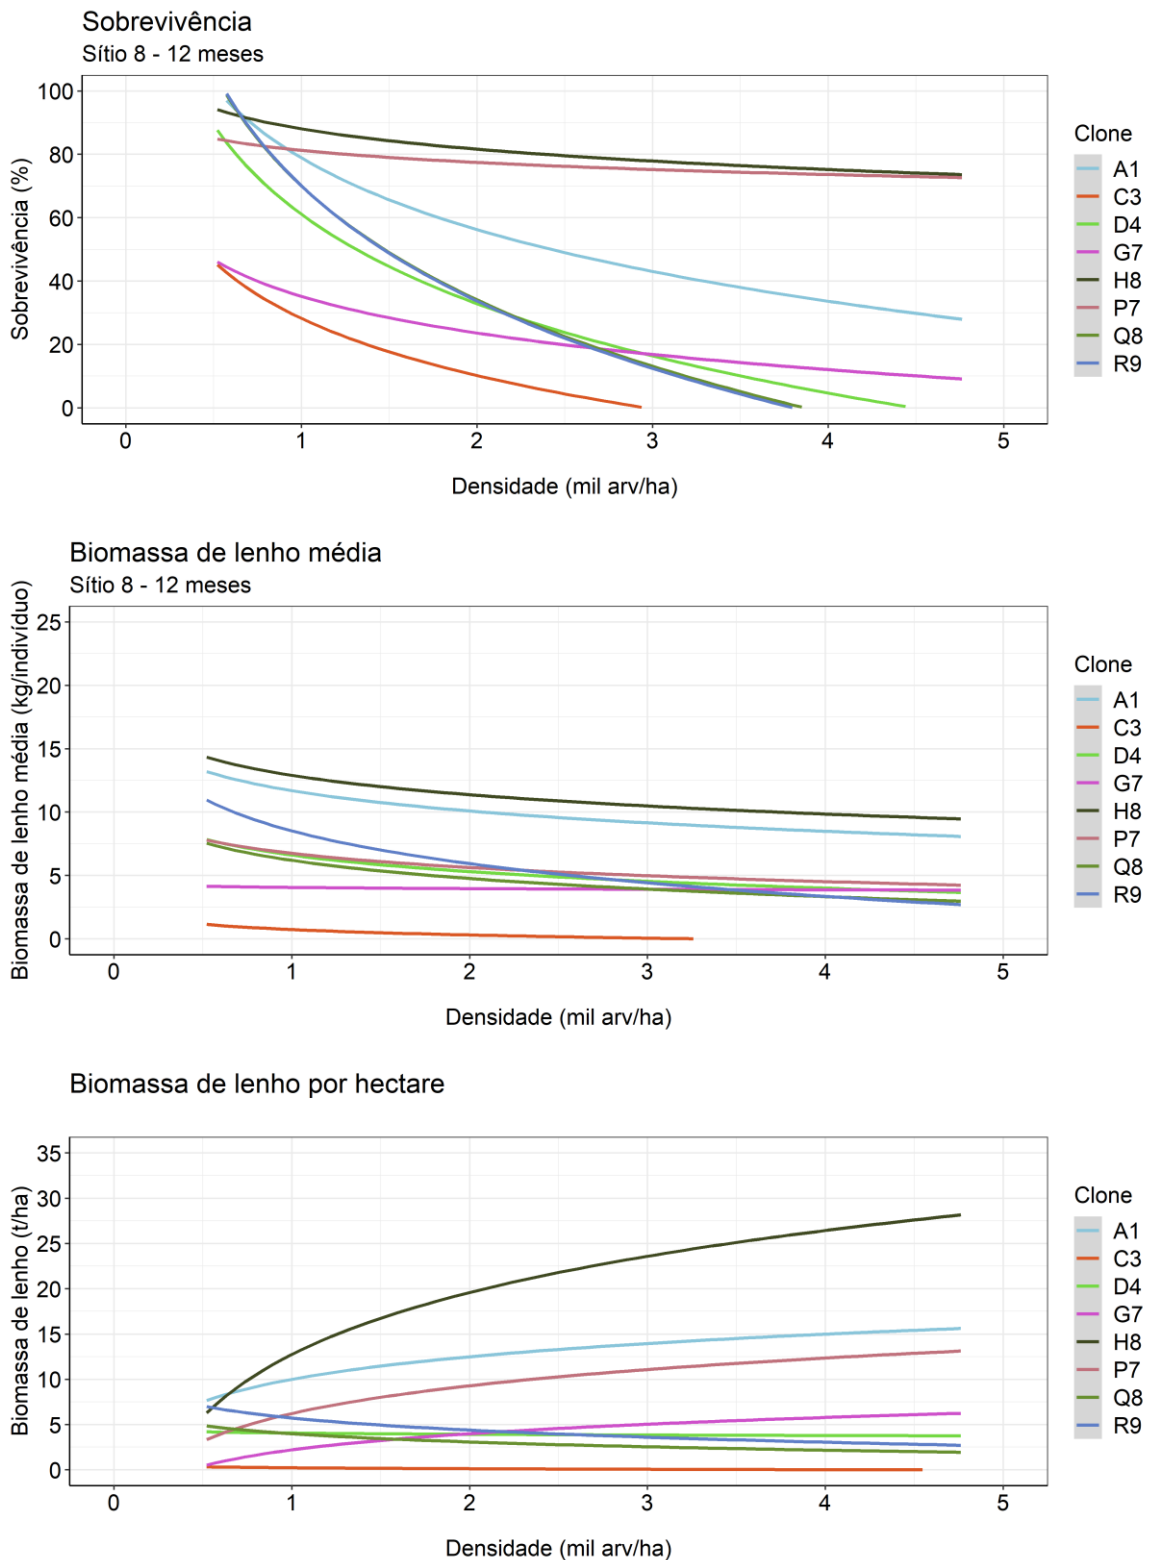 Sobrevivência
Sítio 8 - 12 meses
Sobrevivência (%)
100
80
60
40
20
0
0 1 2 3 4 5
Densidade (mil arv/ha)
Clone
A1
C3
D4
G7
H8
P7
Q8
R9
Biomassa de lenho média
Sítio 8 - 12 meses
Biomassa de lenho média (kg/indivíduo)
25
20
15
10
5
0
0 1 2 3 4 5
Densidade (mil arv/ha)
Clone
A1
C3
D4
G7
H8
P7
Q8
R9
Biomassa de lenho por hectare
Biomassa de lenho (t/ha)
35
30
25
20
15
10
5
0
0 1 2 3 4 5
Densidade (mil arv/ha)
Clone
A1
C3
D4
G7
H8
P7
Q8
R9